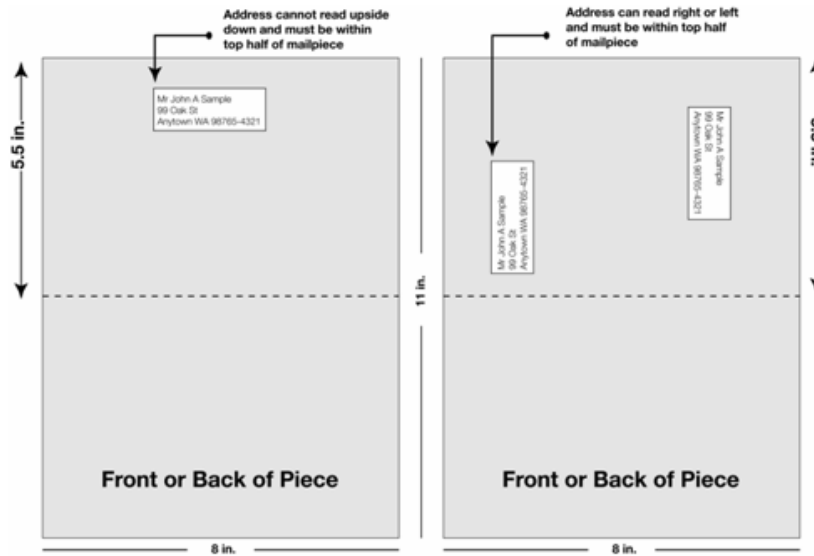 Address cannot read upside
down and must be within
top half of mailpiece
Address can read right or left
and must be within top half
of mailpiece
5.5 in.
Mr John A Sample
99 Oak St
Anytown WA 98765-4321
Mr John A Sample
99 Oak St
Anytown WA 98765-4321
Mr John A Sample
99 Oak St
Anytown WA 98765-4321
11 in.
Front or Back of Piece
Front or Back of Piece
8 in.
8 in.